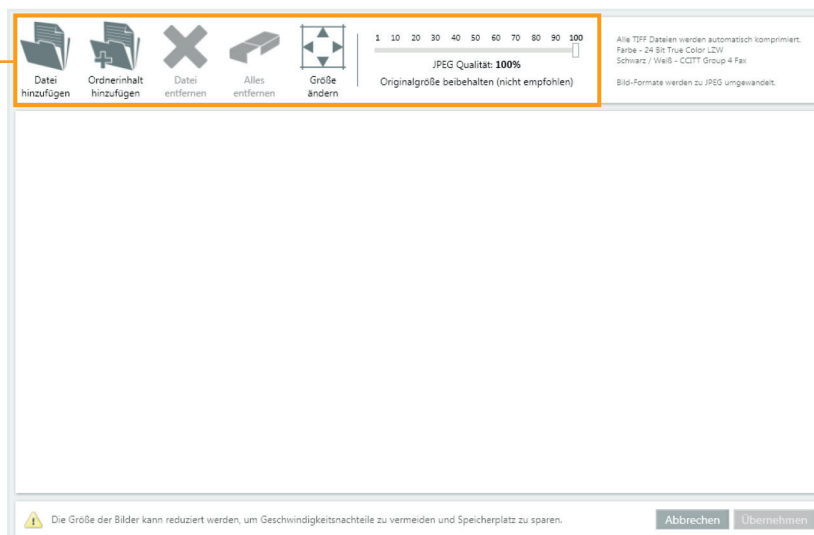 Datei
hinzufügen
Ordnerinhalt
hinzufügen
Datei
entfernen
Alles
entfernen
Größe
ändern
1 10 20 30 40 50 60 70 80 90 100
JPEG Qualität: 100%
Originalgröße beibehalten (nicht empfohlen)
Alle TIFF Dateien werden automatisch komprimiert.
Farbe - 24 Bit True Color LZW
Schwarz / Weiß - CCITT Group 4 Fax
Bild-Formate werden zu JPEG umgewandelt.
Die Größe der Bilder kann reduziert werden, um Geschwindigkeitsnachteile zu vermeiden und Speicherplatz zu sparen.
Abbrechen
Übernehmen